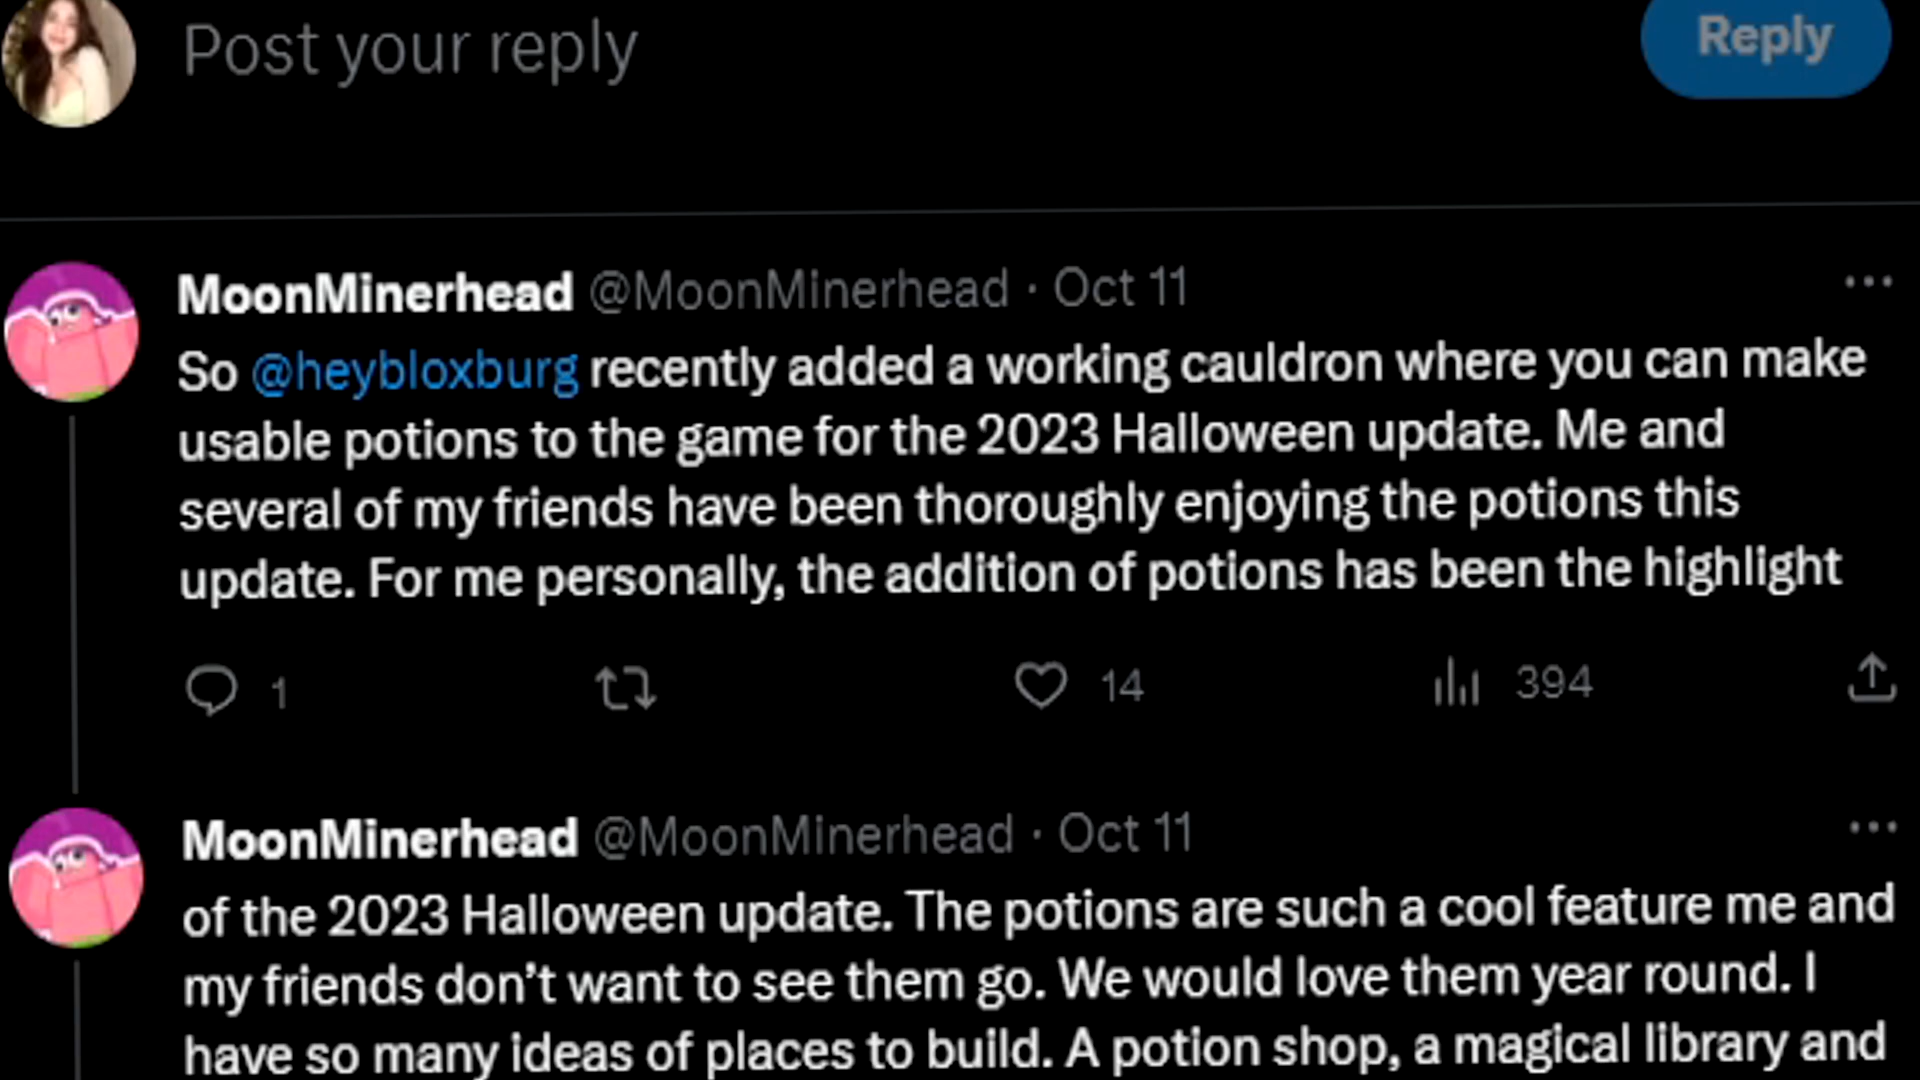 Post your reply
Reply
MoonMinerhead @MoonMinerhead · Oct 11
So @heybloxburg recently added a working cauldron where you can make
usable potions to the game for the 2023 Halloween update. Me and
several of my friends have been thoroughly enjoying the potions this
update. For me personally, the addition of potions has been the highlight
1 14 394
MoonMinerhead @MoonMinerhead · Oct 11
of the 2023 Halloween update. The potions are such a cool feature me and
my friends don’t want to see them go. We would love them year round. I
have so many ideas of places to build. A potion shop, a magical library and